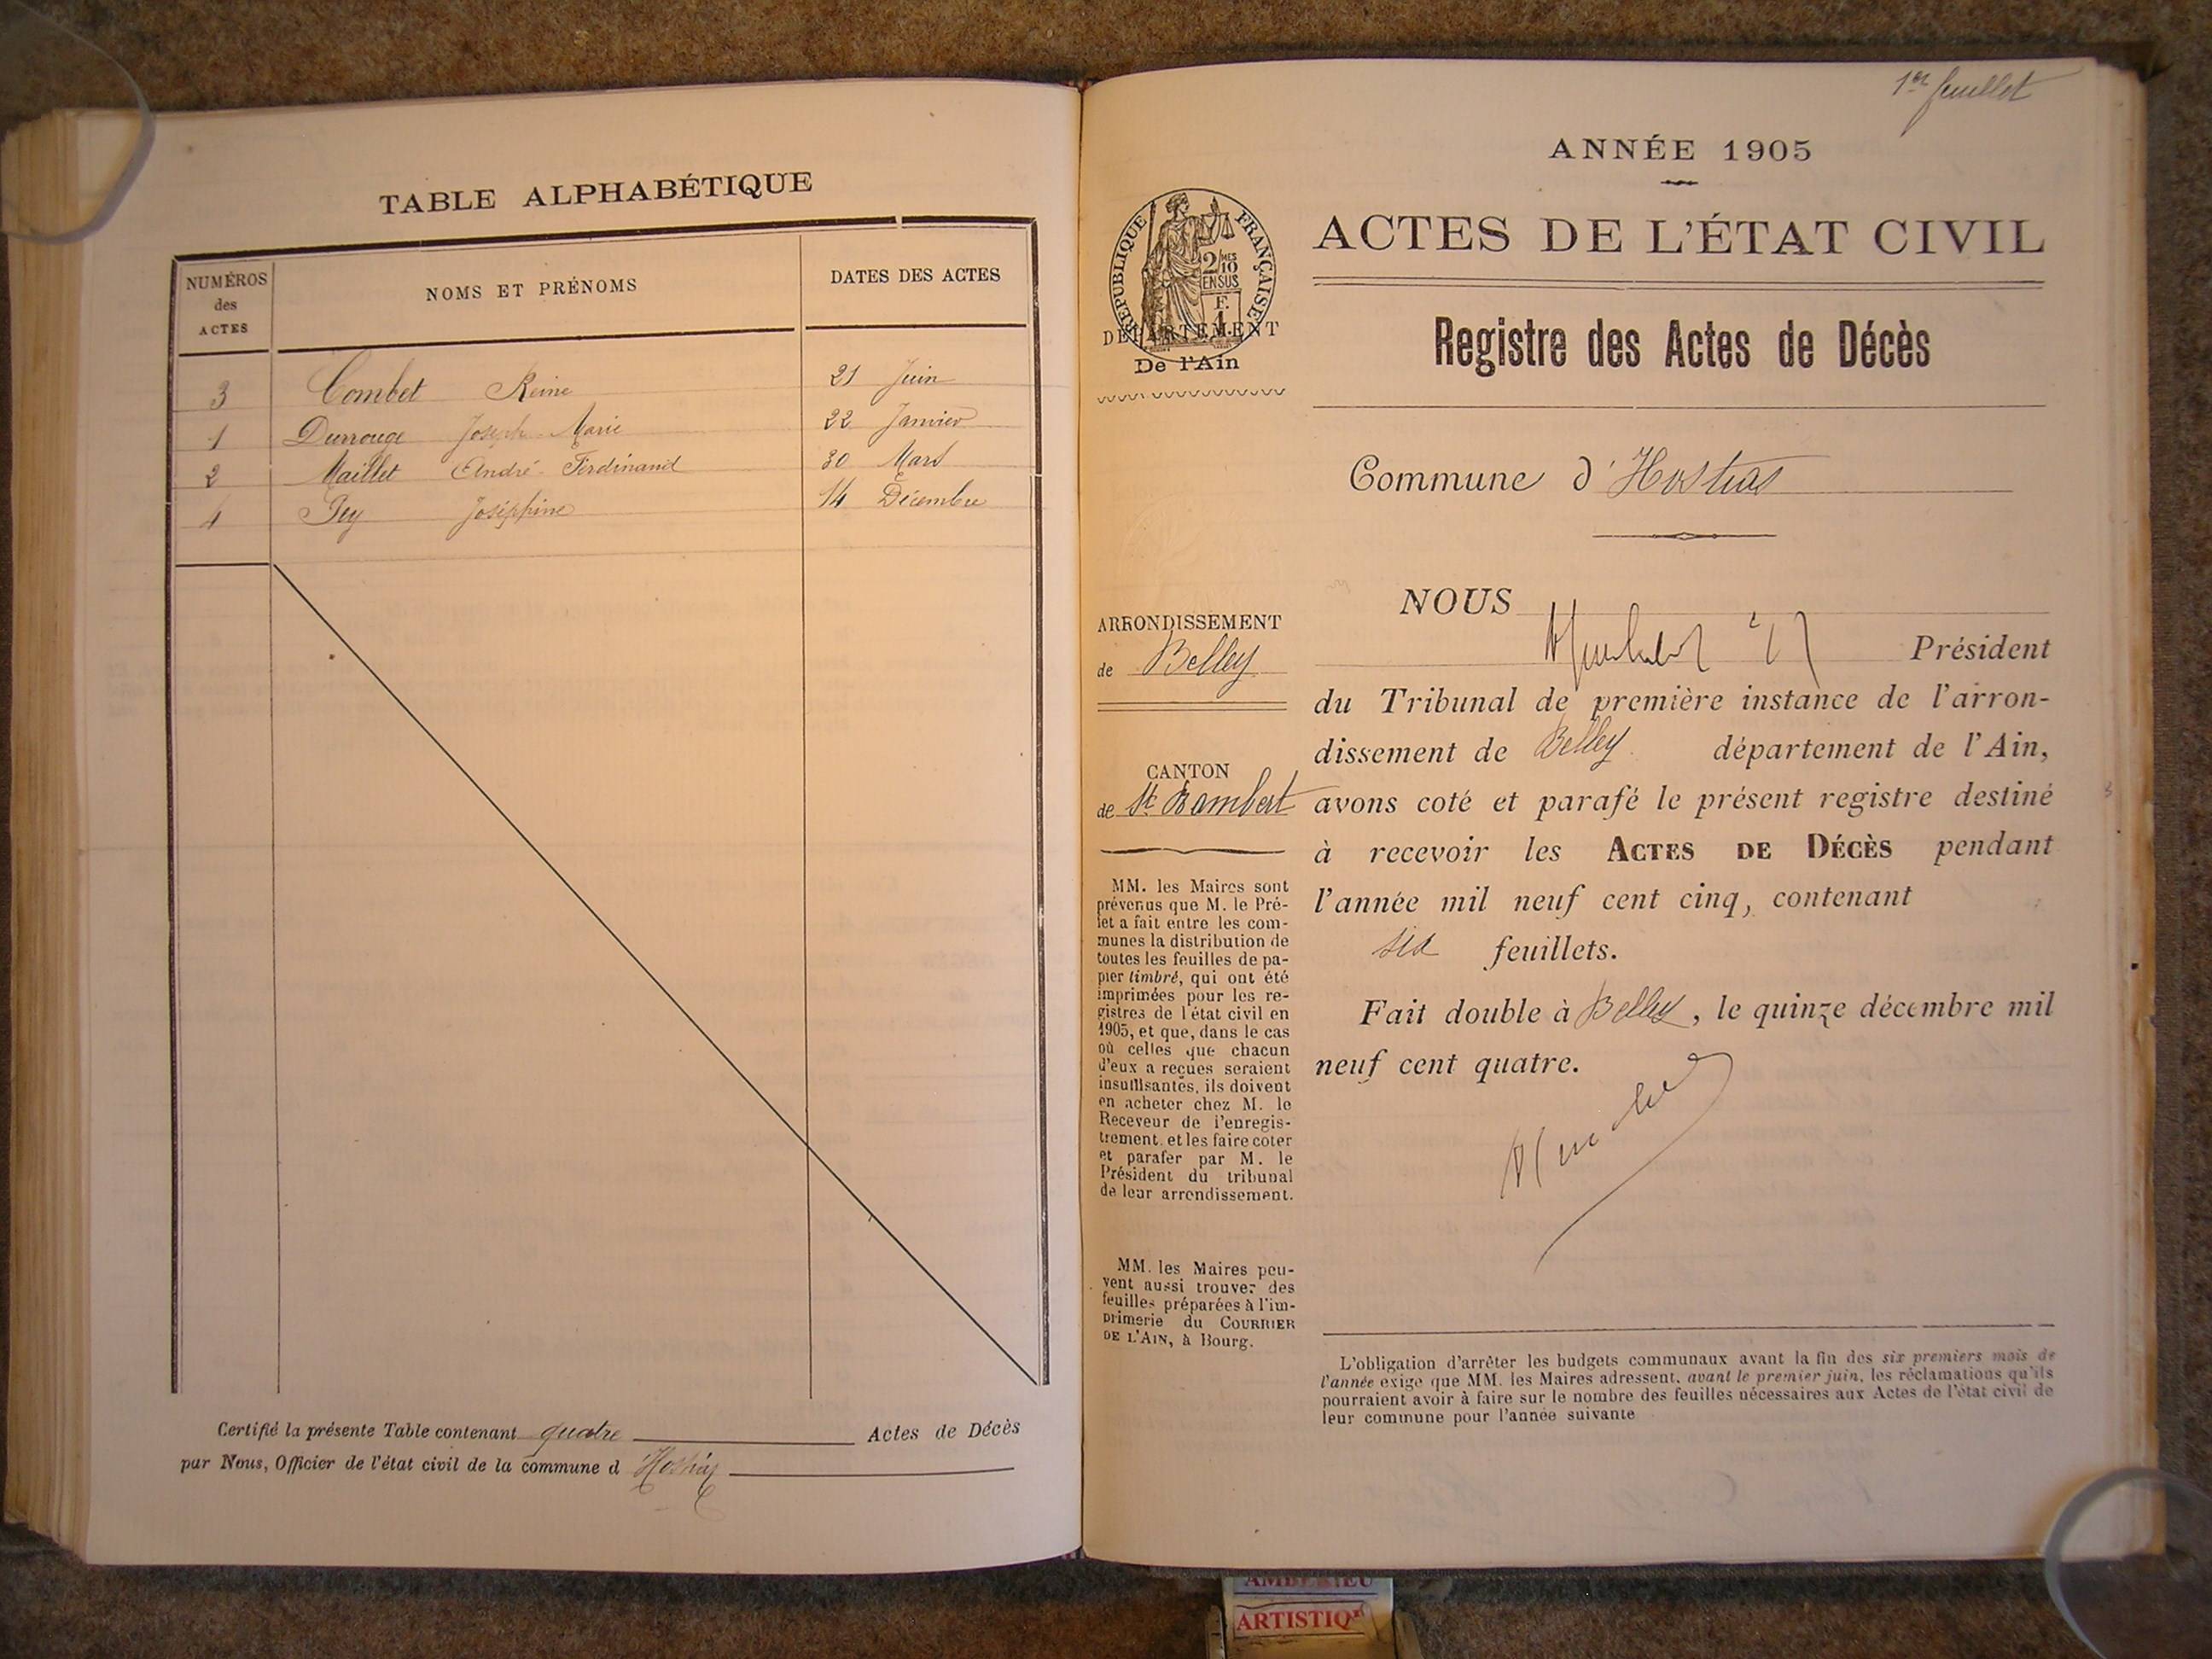 TABLE ALPHABÉTIQUE
NUMÉROS des ACTES
NOMS ET PRÉNOMS
DATES DES ACTES
3 Combet Reine 21 Juin
1 Durrouge Joseph-Marie 22 Janvier
2 Maillet André-Ferdinand 30 Mars
4 Pey Joséphine 14 Décembre
Certifié la présente Table contenant quatre Actes de Décès
par Nous, Officier de l'état civil de la commune d'Hostias
1er feuillet
ANNÉE 1905
ACTES DE L'ÉTAT CIVIL
Registre des Actes de Décès
Commune d'Hostias
RÉPUBLIQUE FRANÇAISE
2/10MES
EN SUS
F.
1.
DÉPARTEMENT
De l'Ain
ARRONDISSEMENT
de Belley
CANTON
de St Rambert
MM. les Maires sont
prévenus que M. le Pré-
fet a fait entre les com-
munes la distribution de
toutes les feuilles de pa-
pier timbré, qui ont été
imprimées pour les re-
gistres de l'état civil en
1905, et que, dans le cas
où celles que chacun
d'eux a reçues seraient
insuffisantes, ils doivent
en acheter chez M. le
Receveur de l'enregis-
trement, et les faire coter
et parafer par M. le
Président du tribunal
de leur arrondissement.
MM. les Maires peu-
vent aussi trouver des
feuilles préparées à l'im-
primerie du COURRIER
DE L'AIN, à Bourg.
NOUS
Président
du Tribunal de première instance de l'arron-
dissement de Belley département de l'Ain,
avons coté et parafé le présent registre destiné
à recevoir les ACTES DE DÉCÈS pendant
l'année mil neuf cent cinq, contenant
six feuillets.
Fait double à Belley, le quinze décembre mil
neuf cent quatre.
L'obligation d'arrêter les budgets communaux avant la fin des six premiers mois de
l'année exige que MM. les Maires adressent, avant le premier juin, les réclamations qu'ils
pourraient avoir à faire sur le nombre des feuilles nécessaires aux Actes de l'état civil de
leur commune pour l'année suivante
AMBERIEU
ARTISTIQ